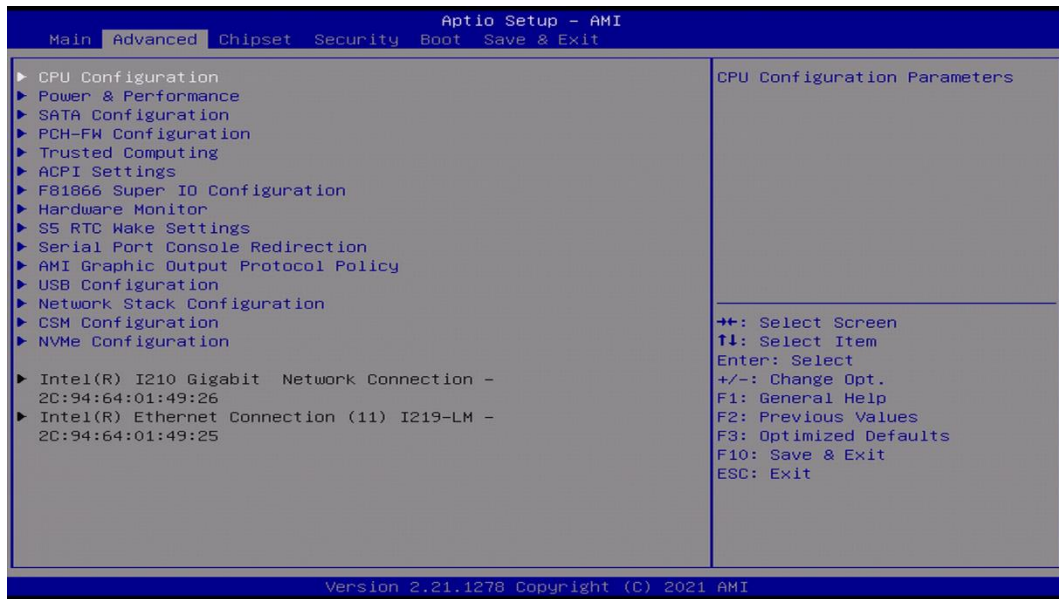 Aptio Setup – AMI
Main Advanced Chipset Security Boot Save & Exit
▶ CPU Configuration
▶ Power & Performance
▶ SATA Configuration
▶ PCH-FW Configuration
▶ Trusted Computing
▶ ACPI Settings
▶ F81866 Super IO Configuration
▶ Hardware Monitor
▶ S5 RTC Wake Settings
▶ Serial Port Console Redirection
▶ AMI Graphic Output Protocol Policy
▶ USB Configuration
▶ Network Stack Configuration
▶ CSM Configuration
▶ NVMe Configuration
▶ Intel(R) I210 Gigabit  Network Connection –
2C:94:64:01:49:26
▶ Intel(R) Ethernet Connection (11) I219-LM –
2C:94:64:01:49:25
CPU Configuration Parameters
→←: Select Screen
↑↓: Select Item
Enter: Select
+/-: Change Opt.
F1: General Help
F2: Previous Values
F3: Optimized Defaults
F10: Save & Exit
ESC: Exit
Version 2.21.1278 Copyright (C) 2021 AMI